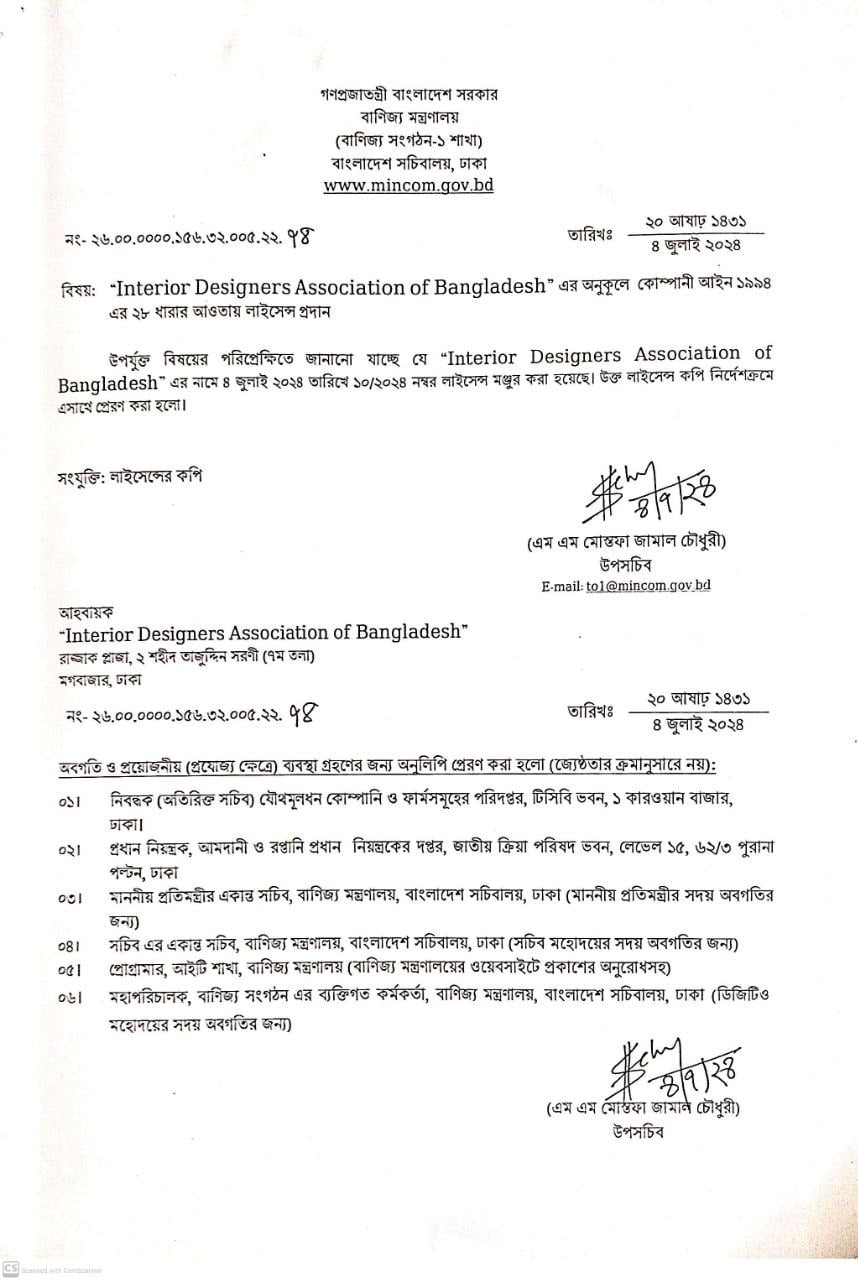 গণপ্রজাতন্ত্রী বাংলাদেশ সরকার
বাণিজ্য মন্ত্রণালয়
(বাণিজ্য সংগঠন-১ শাখা)
বাংলাদেশ সচিবালয়, ঢাকা
www.mincom.gov.bd
নং- ২৬.০০.০০০০.১৫৬.৩২.০০৫.২২. ৭৪
তারিখঃ ২০ আষাঢ় ১৪৩১
৪ জুলাই ২০২৪
বিষয়: “Interior Designers Association of Bangladesh” এর অনুকূলে কোম্পানী আইন ১৯৯৪
এর ২৮ ধারার আওতায় লাইসেন্স প্রদান
উপর্যুক্ত বিষয়ের পরিপ্রেক্ষিতে জানানো যাচ্ছে যে “Interior Designers Association of
Bangladesh” এর নামে ৪ জুলাই ২০২৪ তারিখে ১০/২০২৪ নম্বর লাইসেন্স মঞ্জুর করা হয়েছে। উক্ত লাইসেন্স কপি নির্দেশক্রমে
এসাথে প্রেরণ করা হলো।
সংযুক্তি: লাইসেন্সের কপি
৪/৭/২৪
(এম এম মোস্তফা জামাল চৌধুরী)
উপসচিব
E-mail: to1@mincom.gov.bd
আহবায়ক
“Interior Designers Association of Bangladesh”
রাজ্জাক প্লাজা, ২ শহীদ তাজুদ্দিন সরণী (৭ম তলা)
মগবাজার, ঢাকা
নং- ২৬.০০.০০০০.১৫৬.৩২.০০৫.২২. ৭৪
তারিখঃ ২০ আষাঢ় ১৪৩১
৪ জুলাই ২০২৪
অবগতি ও প্রয়োজনীয় (প্রযোজ্য ক্ষেত্রে) ব্যবস্থা গ্রহণের জন্য অনুলিপি প্রেরণ করা হলো (জ্যেষ্ঠতার ক্রমানুসারে নয়):
০১। নিবন্ধক (অতিরিক্ত সচিব) যৌথমূলধন কোম্পানি ও ফার্মসমূহের পরিদপ্তর, টিসিবি ভবন, ১ কারওয়ান বাজার,
ঢাকা।
০২। প্রধান নিয়ন্ত্রক, আমদানী ও রপ্তানি প্রধান নিয়ন্ত্রকের দপ্তর, জাতীয় ক্রিয়া পরিষদ ভবন, লেভেল ১৫, ৬২/৩ পুরানা
পল্টন, ঢাকা
০৩। মাননীয় প্রতিমন্ত্রীর একান্ত সচিব, বাণিজ্য মন্ত্রণালয়, বাংলাদেশ সচিবালয়, ঢাকা (মাননীয় প্রতিমন্ত্রীর সদয় অবগতির
জন্য)
০৪। সচিব এর একান্ত সচিব, বাণিজ্য মন্ত্রণালয়, বাংলাদেশ সচিবালয়, ঢাকা (সচিব মহোদয়ের সদয় অবগতির জন্য)
০৫। প্রোগ্রামার, আইটি শাখা, বাণিজ্য মন্ত্রণালয় (বাণিজ্য মন্ত্রণালয়ের ওয়েবসাইটে প্রকাশের অনুরোধসহ)
০৬। মহাপরিচালক, বাণিজ্য সংগঠন এর ব্যক্তিগত কর্মকর্তা, বাণিজ্য মন্ত্রণালয়, বাংলাদেশ সচিবালয়, ঢাকা (ডিজিটিও
মহোদয়ের সদয় অবগতির জন্য)
৪/৭/২৪
(এম এম মোস্তফা জামাল চৌধুরী)
উপসচিব
CS Scanned with CamScanner